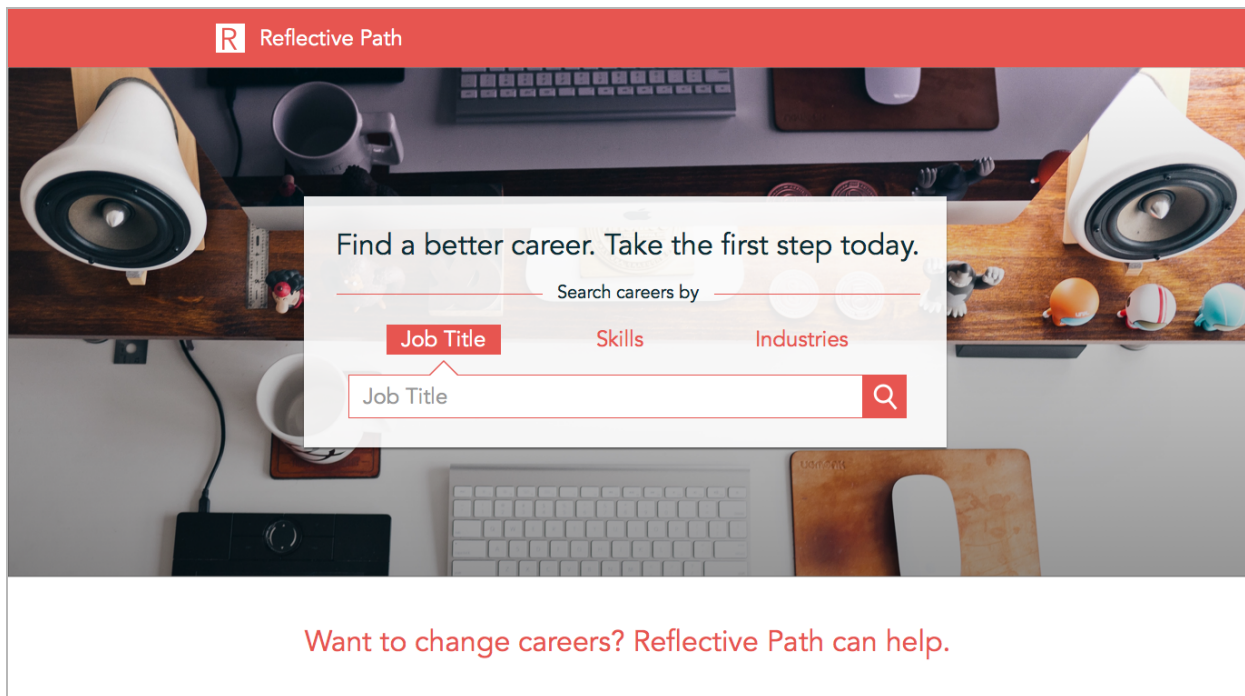 R Reflective Path
Find a better career. Take the first step today.
Search careers by
Job Title Skills Industries
Job Title
Want to change careers? Reflective Path can help.